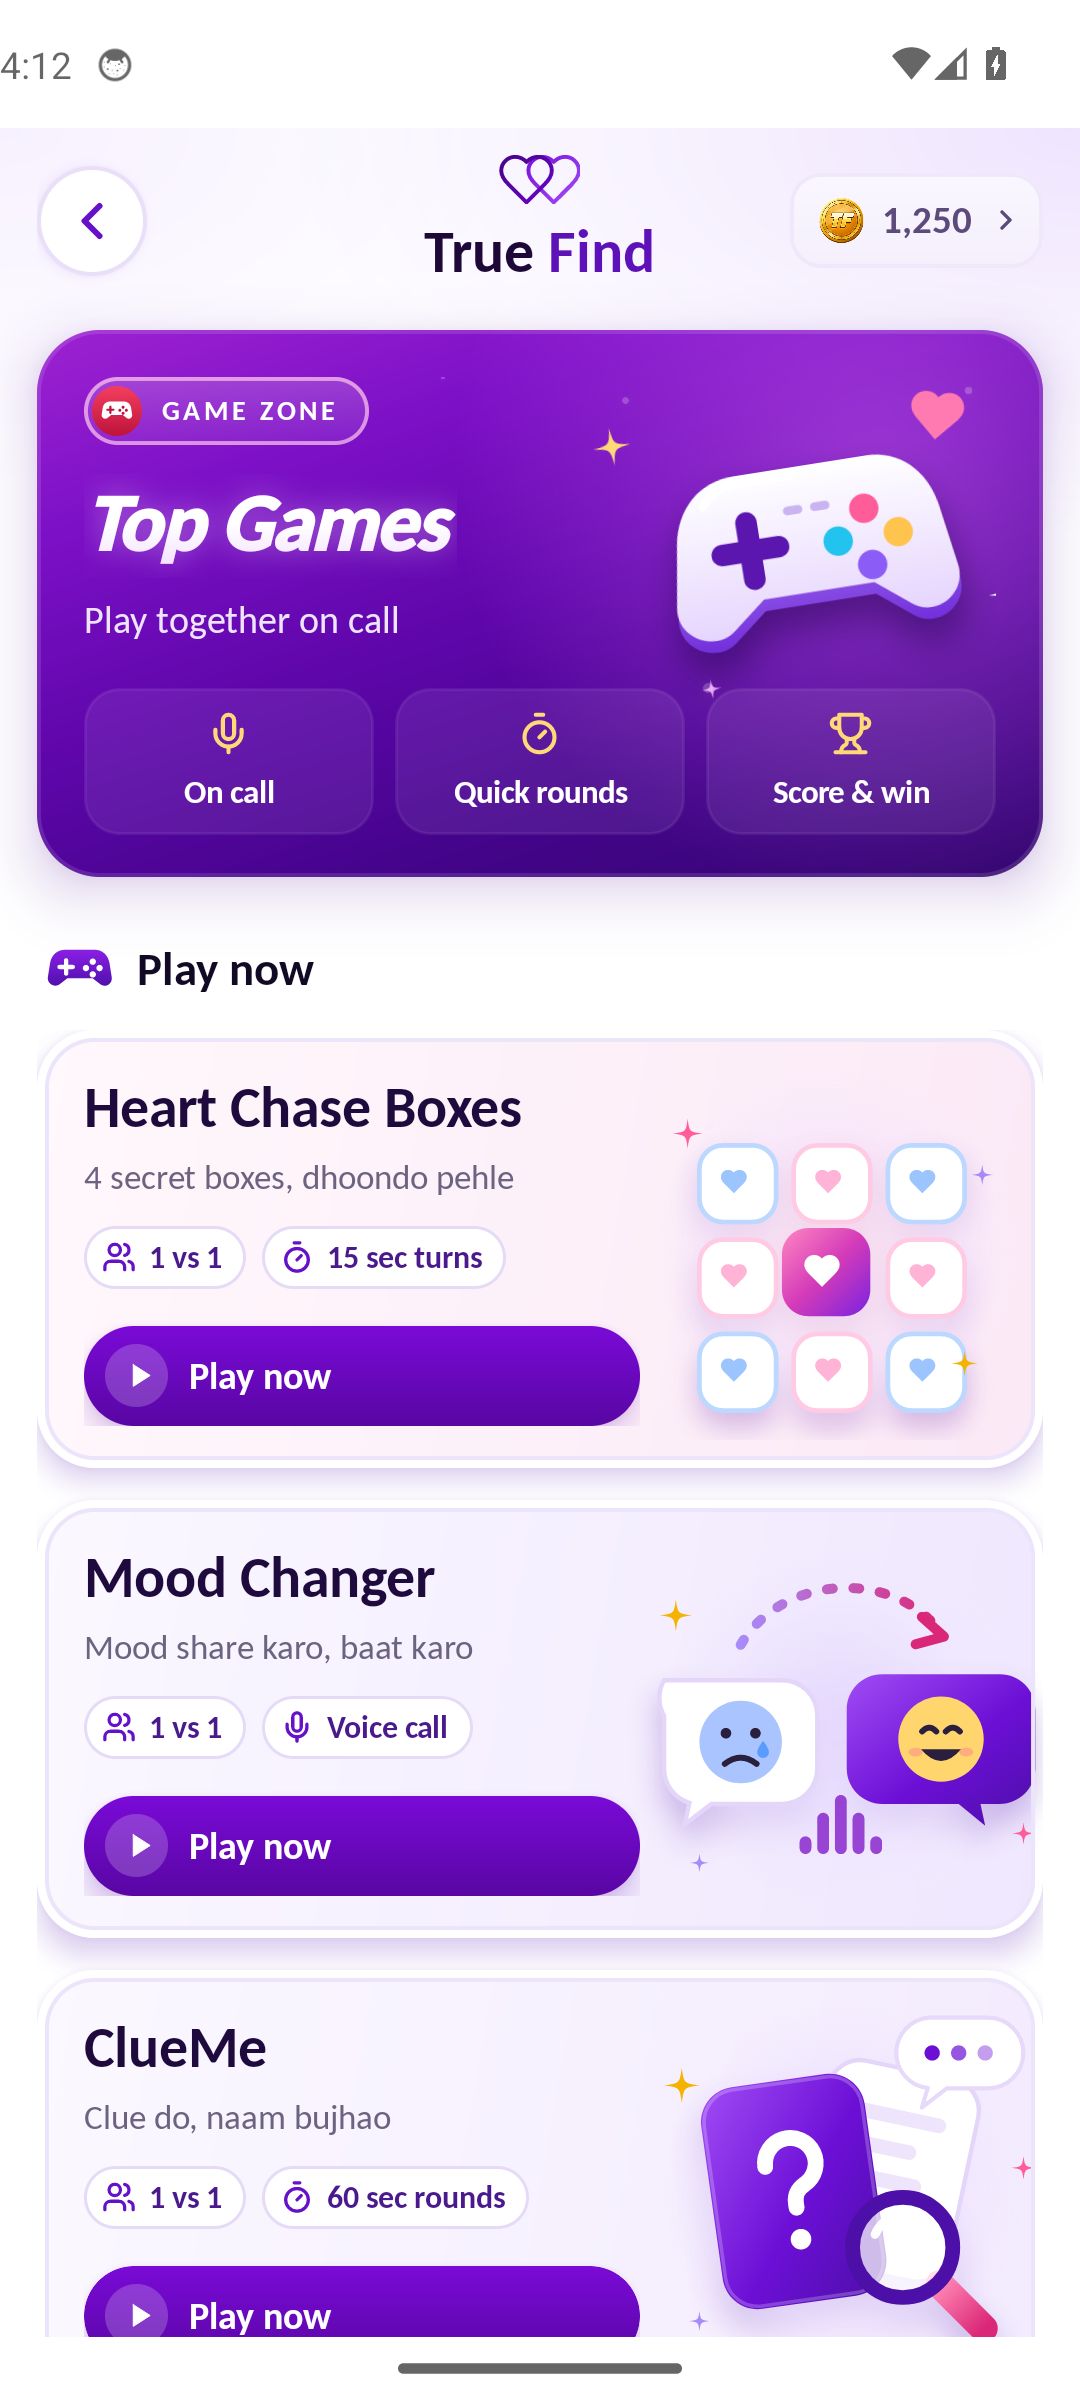 4:12
True Find
1,250
GAME ZONE
Top Games
Play together on call
On call
Quick rounds
Score & win
Play now
Heart Chase Boxes
4 secret boxes, dhoondo pehle
1 vs 1
15 sec turns
Play now
Mood Changer
Mood share karo, baat karo
1 vs 1
Voice call
Play now
ClueMe
Clue do, naam bujhao
1 vs 1
60 sec rounds
Play now